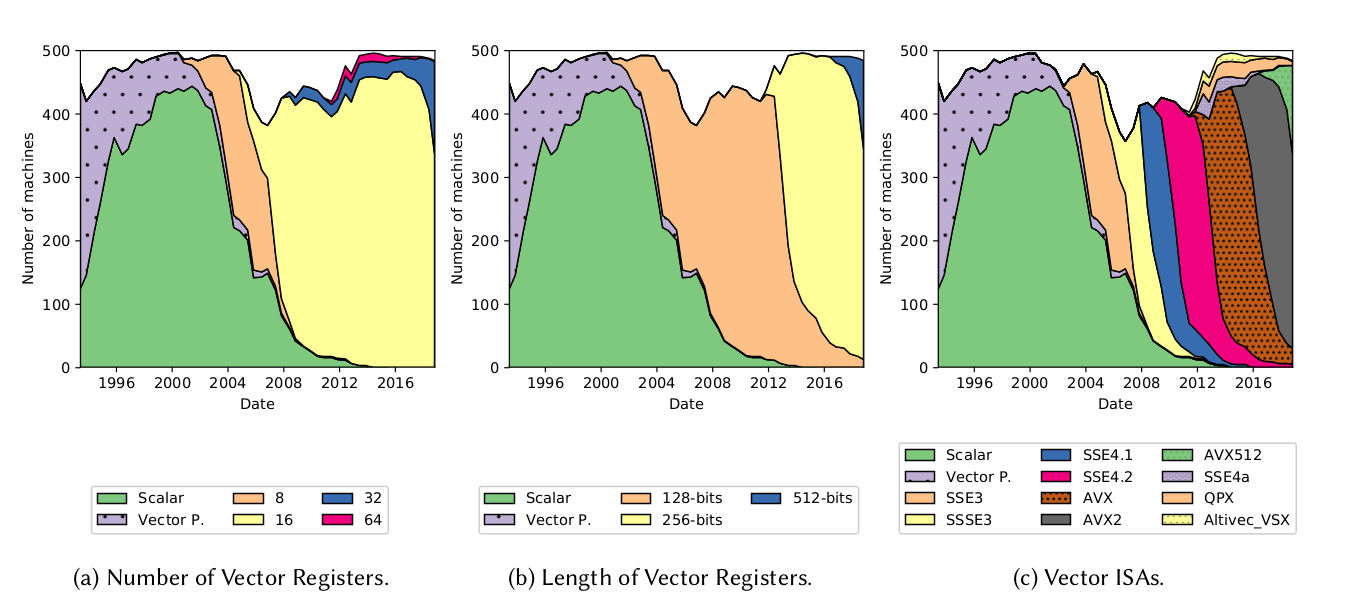 500
400
300
200
100
0
Number of machines
1996 2000 2004 2008 2012 2016
Date
Scalar 8 32
Vector P. 16 64
(a) Number of Vector Registers.
500
400
300
200
100
0
Number of machines
1996 2000 2004 2008 2012 2016
Date
Scalar 128-bits 512-bits
Vector P. 256-bits
(b) Length of Vector Registers.
500
400
300
200
100
0
Number of machines
1996 2000 2004 2008 2012 2016
Date
Scalar SSE4.1 AVX512
Vector P. SSE4.2 SSE4a
SSE3 AVX QPX
SSSE3 AVX2 Altivec_VSX
(c) Vector ISAs.